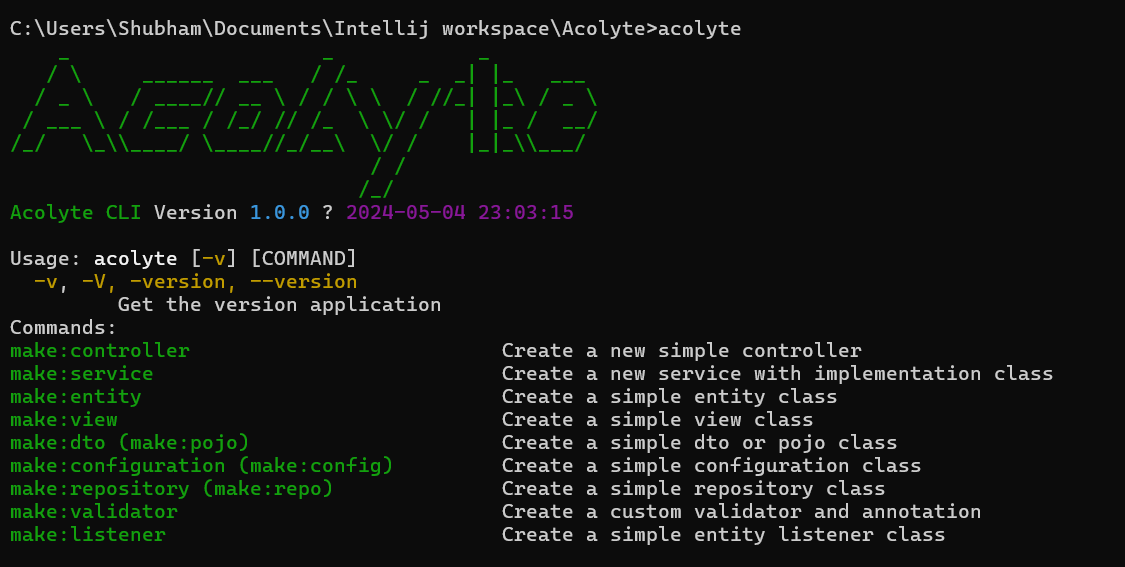 C:\Users\Shubham\Documents\Intellij workspace\Acolyte>acolyte
Acolyte
Acolyte CLI Version 1.0.0 ? 2024-05-04 23:03:15
Usage: acolyte [-v] [COMMAND]
-v, -V, -version, --version
Get the version application
Commands:
make:controller Create a new simple controller
make:service Create a new service with implementation class
make:entity Create a simple entity class
make:view Create a simple view class
make:dto (make:pojo) Create a simple dto or pojo class
make:configuration (make:config) Create a simple configuration class
make:repository (make:repo) Create a simple repository class
make:validator Create a custom validator and annotation
make:listener Create a simple entity listener class